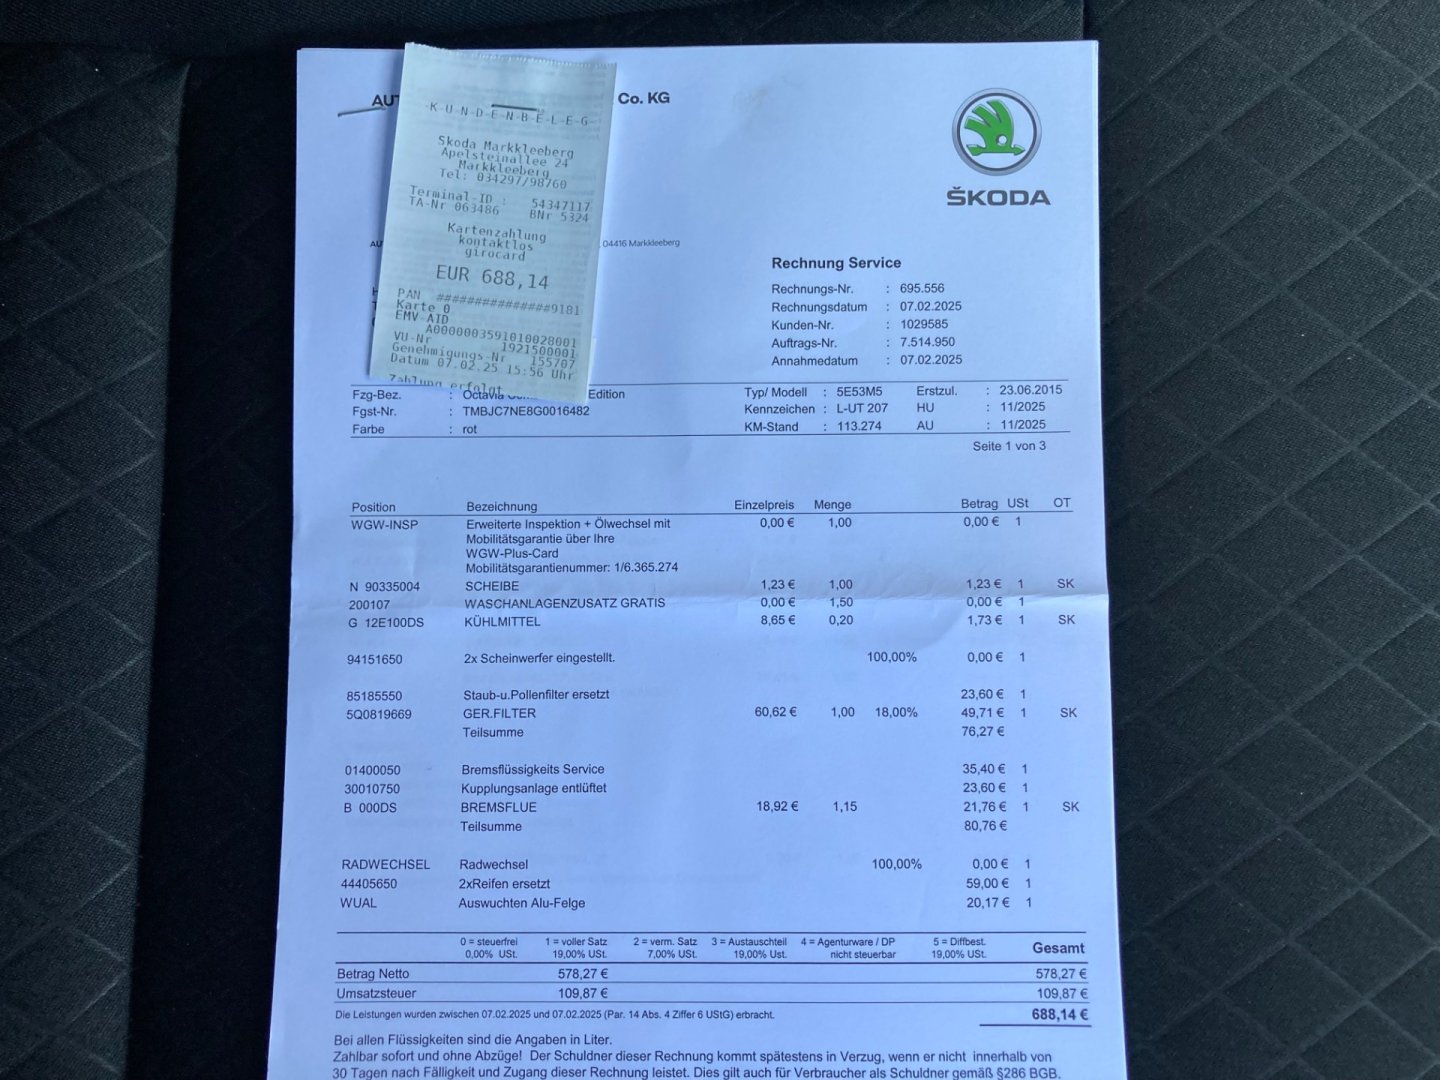 AU
Co. KG
-K-U-N-D-E-N-B-E-L-E-G-
Skoda Markkleeberg
Apelsteinallee 24
Markkleeberg
Tel: 034297/98760
Terminal-ID : 54347117
TA-Nr 063486 BNr 5324
Kartenzahlung
kontaktlos
girocard
EUR 688,14
PAN ##############9181
Karte 0
EMV-AID
A0000003591010028001
VU-Nr 1921500001
Genehmigungs-Nr 155707
Datum 07.02.25 15:56 Uhr
Zahlung erfolgt
ŠKODA
AU
, 04416 Markkleeberg
Rechnung Service
Rechnungs-Nr. : 695.556
Rechnungsdatum : 07.02.2025
Kunden-Nr. : 1029585
Auftrags-Nr. : 7.514.950
Annahmedatum : 07.02.2025
Fzg-Bez. : Octavia Edition Typ/ Modell : 5E53M5 Erstzul. : 23.06.2015
Fgst-Nr. : TMBJC7NE8G0016482 Kennzeichen : L-UT 207 HU : 11/2025
Farbe : rot KM-Stand : 113.274 AU : 11/2025
Seite 1 von 3
Position Bezeichnung Einzelpreis Menge Betrag USt OT
WGW-INSP Erweiterte Inspektion + Ölwechsel mit 0,00 € 1,00 0,00 € 1
Mobilitätsgarantie über Ihre
WGW-Plus-Card
Mobilitätsgarantienummer: 1/6.365.274
N 90335004 SCHEIBE 1,23 € 1,00 1,23 € 1 SK
200107 WASCHANLAGENZUSATZ GRATIS 0,00 € 1,50 0,00 € 1
G 12E100DS KÜHLMITTEL 8,65 € 0,20 1,73 € 1 SK
94151650 2x Scheinwerfer eingestellt. 100,00% 0,00 € 1
85185550 Staub-u.Pollenfilter ersetzt 23,60 € 1
5Q0819669 GER.FILTER 60,62 € 1,00 18,00% 49,71 € 1 SK
Teilsumme 76,27 €
01400050 Bremsflüssigkeits Service 35,40 € 1
30010750 Kupplungsanlage entlüftet 23,60 € 1
B 000DS BREMSFLUE 18,92 € 1,15 21,76 € 1 SK
Teilsumme 80,76 €
RADWECHSEL Radwechsel 100,00% 0,00 € 1
44405650 2xReifen ersetzt 59,00 € 1
WUAL Auswuchten Alu-Felge 20,17 € 1
0 = steuerfrei 1 = voller Satz 2 = verm. Satz 3 = Austauschteil 4 = Agenturware / DP 5 = Diffbest. Gesamt
0,00% USt. 19,00% USt. 7,00% USt. 19,00% Ust. nicht steuerbar 19,00% USt.
Betrag Netto 578,27 € 578,27 €
Umsatzsteuer 109,87 € 109,87 €
Die Leistungen wurden zwischen 07.02.2025 und 07.02.2025 (Par. 14 Abs. 4 Ziffer 6 UStG) erbracht. 688,14 €
Bei allen Flüssigkeiten sind die Angaben in Liter.
Zahlbar sofort und ohne Abzüge! Der Schuldner dieser Rechnung kommt spätestens in Verzug, wenn er nicht innerhalb von
30 Tagen nach Fälligkeit und Zugang dieser Rechnung leistet. Dies gilt auch für Verbraucher als Schuldner gemäß §286 BGB.